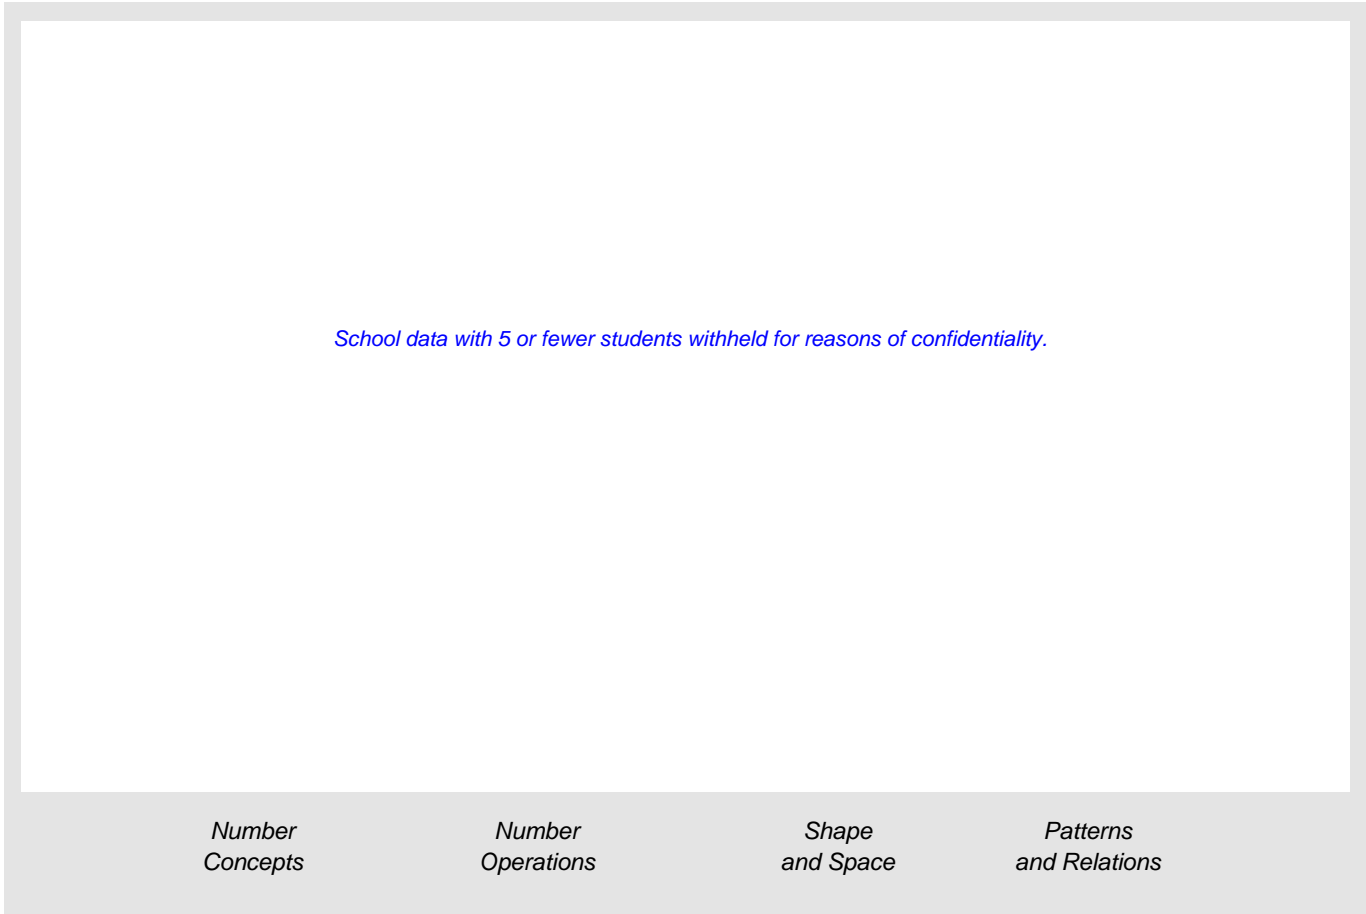 School data with 5 or fewer students withheld for reasons of confidentiality.
Number Concepts
Number Operations
Shape and Space
Patterns and Relations